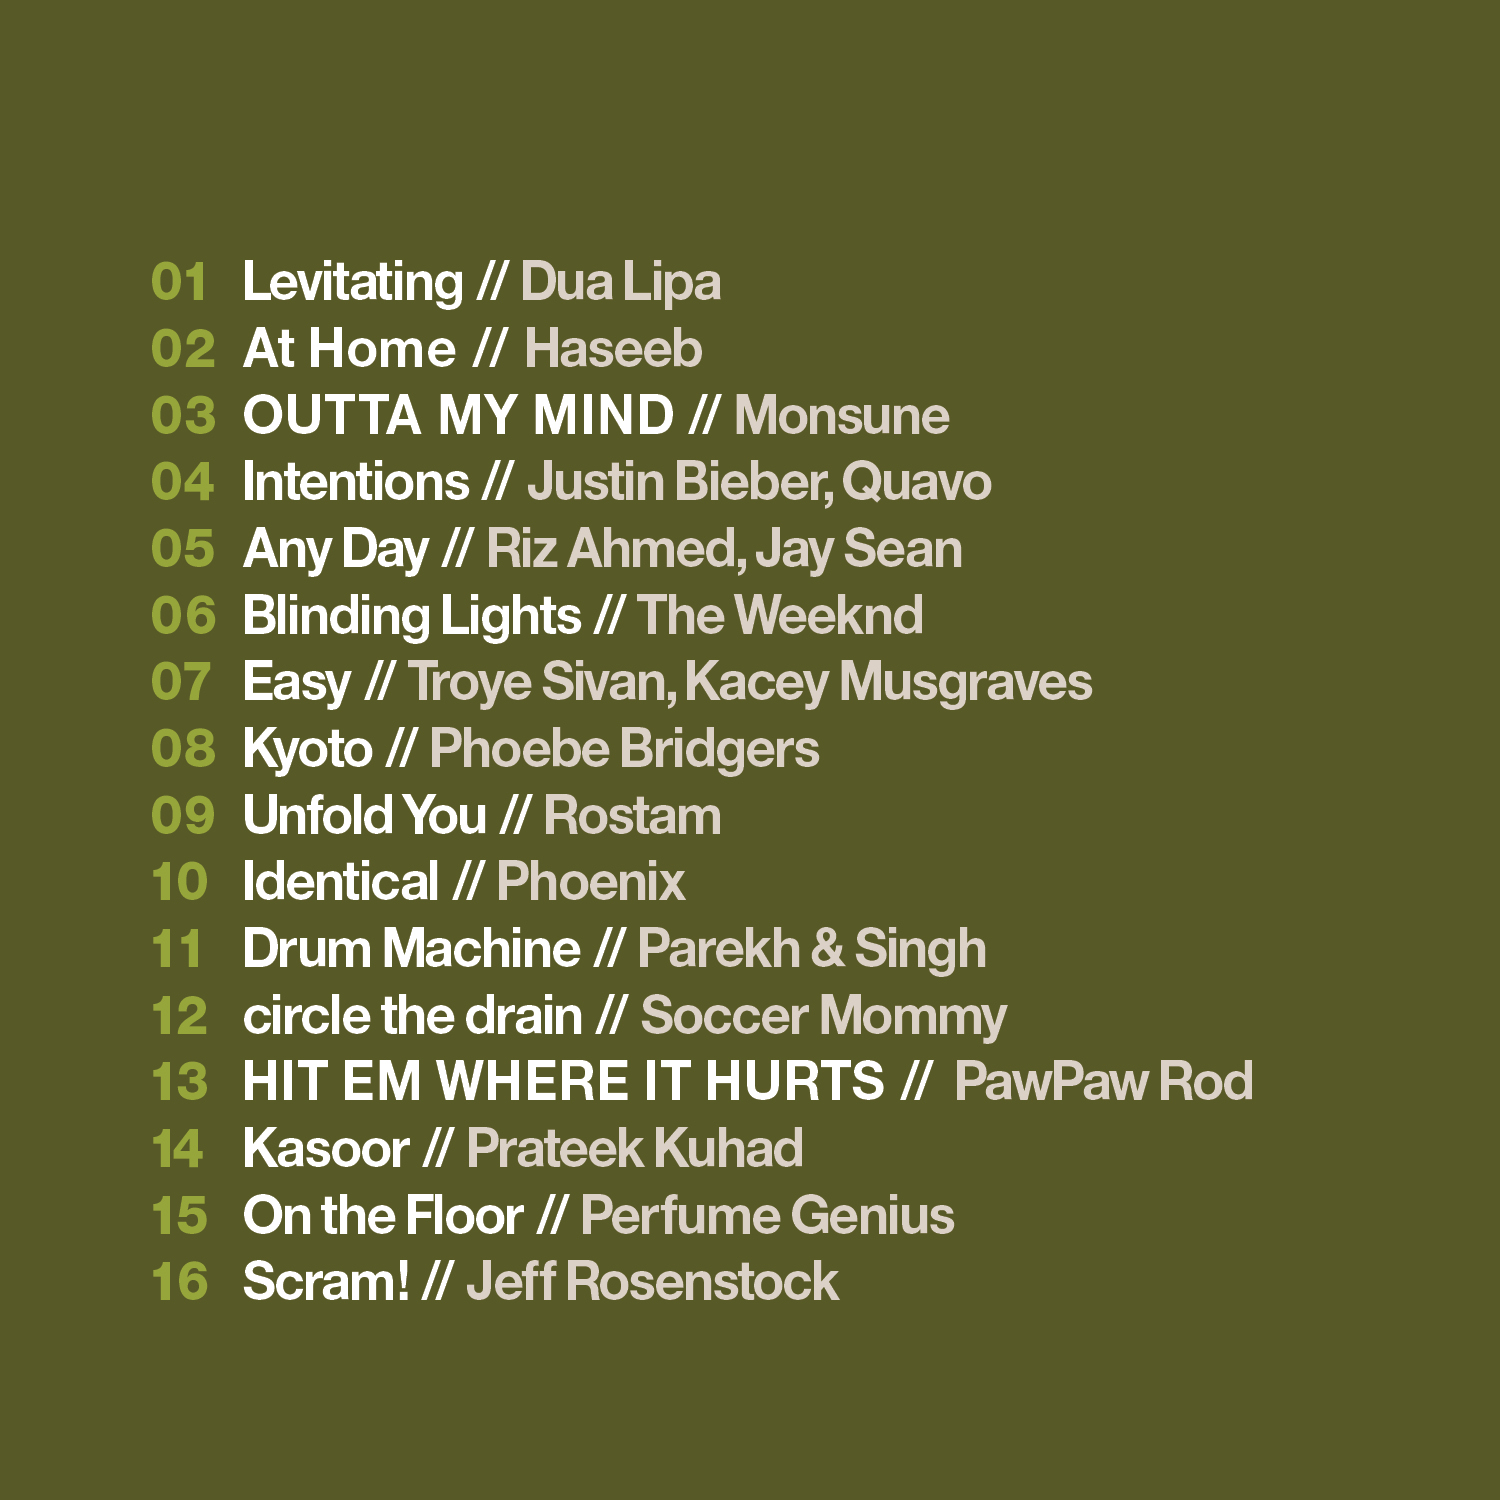 01 Levitating // Dua Lipa
02 At Home // Haseeb
03 OUTTA MY MIND // Monsune
04 Intentions // Justin Bieber, Quavo
05 Any Day // Riz Ahmed, Jay Sean
06 Blinding Lights // The Weeknd
07 Easy // Troye Sivan, Kacey Musgraves
08 Kyoto // Phoebe Bridgers
09 Unfold You // Rostam
10 Identical // Phoenix
11 Drum Machine // Parekh & Singh
12 circle the drain // Soccer Mommy
13 HIT EM WHERE IT HURTS // PawPaw Rod
14 Kasoor // Prateek Kuhad
15 On the Floor // Perfume Genius
16 Scram! // Jeff Rosenstock